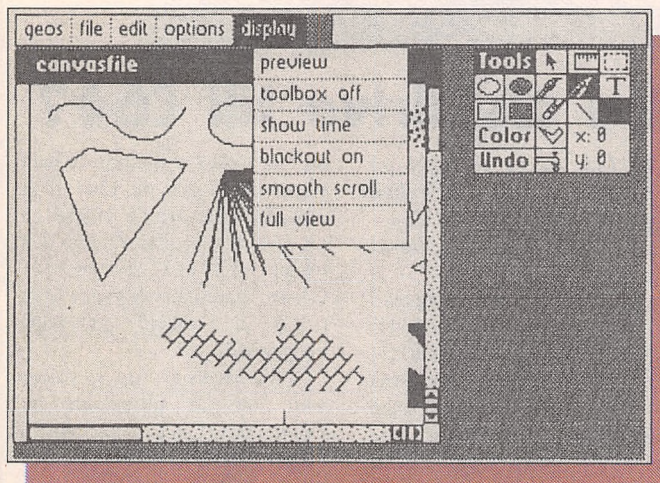 geos file edit options display
canvasfile
preview
toolbox off
show time
blackout on
smooth scroll
full view
Tools
T
Color x: 0
Undo y: 0